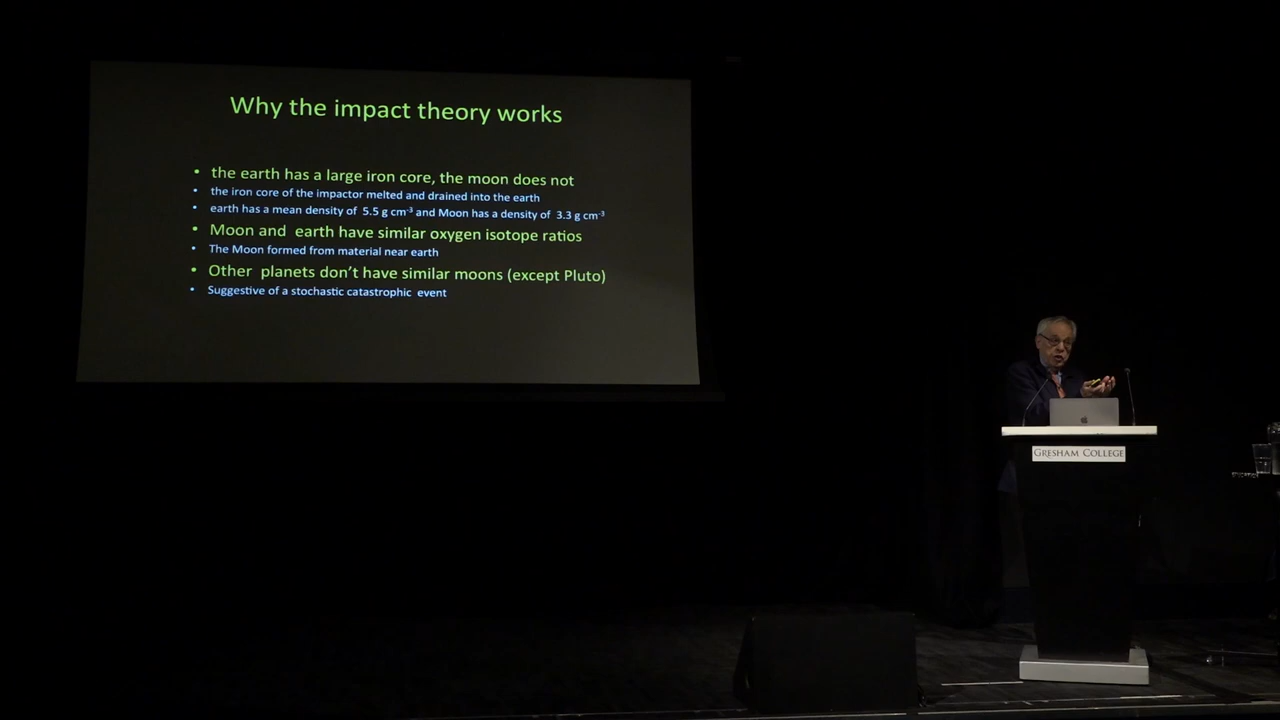 Why the impact theory works
• the earth has a large iron core, the moon does not
• the iron core of the impactor melted and drained into the earth
• earth has a mean density of 5.5 g cm⁻³ and Moon has a density of 3.3 g cm⁻³
• Moon and earth have similar oxygen isotope ratios
• The Moon formed from material near earth
• Other planets don't have similar moons (except Pluto)
• Suggestive of a stochastic catastrophic event
GRESHAM COLLEGE